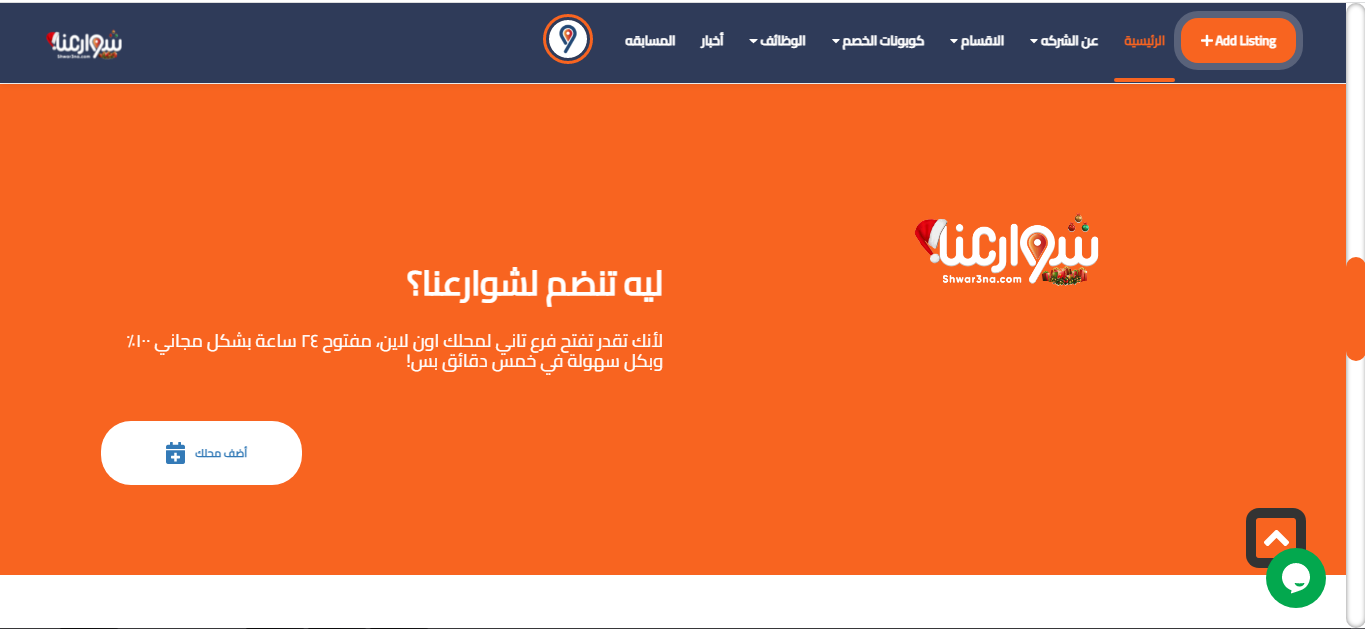 Add Listing
الرئيسية
عن الشركه
الاقسام
كوبونات الخصم
الوظائف
أخبار
المسابقه
شوارعنا
Shwar3na.com
شوارعنا
Shwar3na.com
ليه تنضم لشوارعنا؟
لأنك تقدر تفتح فرع تاني لمحلك اون لاين، مفتوح ٢٤ ساعة بشكل مجاني ١٠٠٪
وبكل سهولة في خمس دقائق بس!
أضف محلك